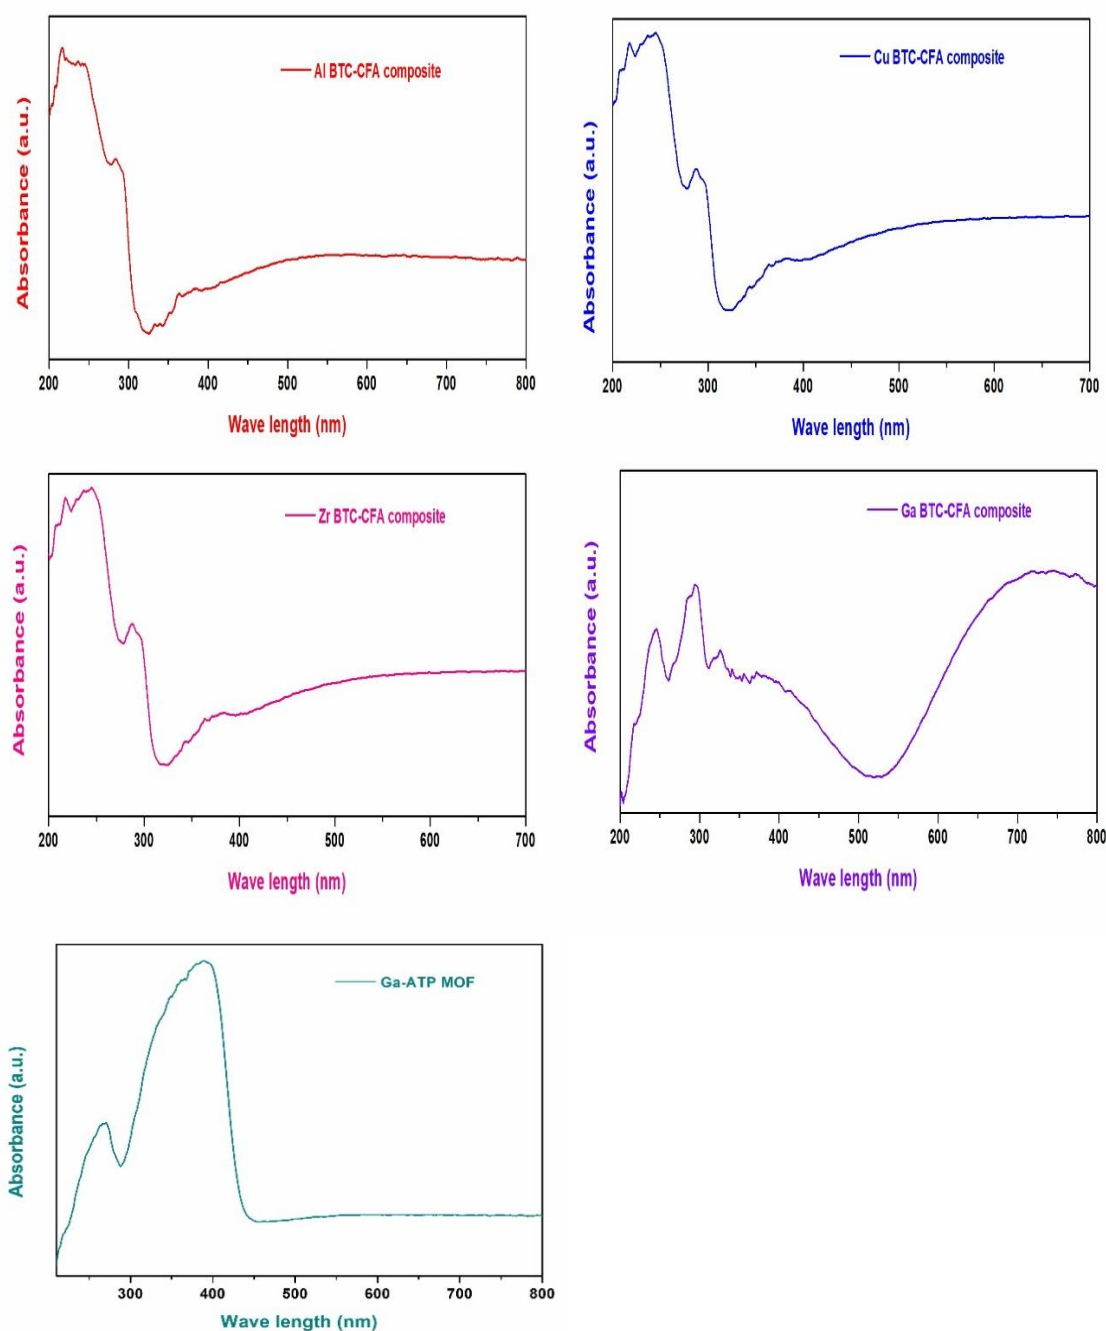 Al BTC-CFA composite
Absorbance (a.u.)
200 300 400 500 600 700 800
Wave length (nm)
Cu BTC-CFA composite
Absorbance (a.u.)
200 300 400 500 600 700
Wave length (nm)
Zr BTC-CFA composite
Absorbance (a.u.)
200 300 400 500 600 700
Wave length (nm)
Ga BTC-CFA composite
Absorbance (a.u.)
200 300 400 500 600 700 800
Wave length (nm)
Ga-ATP MOF
Absorbance (a.u.)
300 400 500 600 700 800
Wave length (nm)